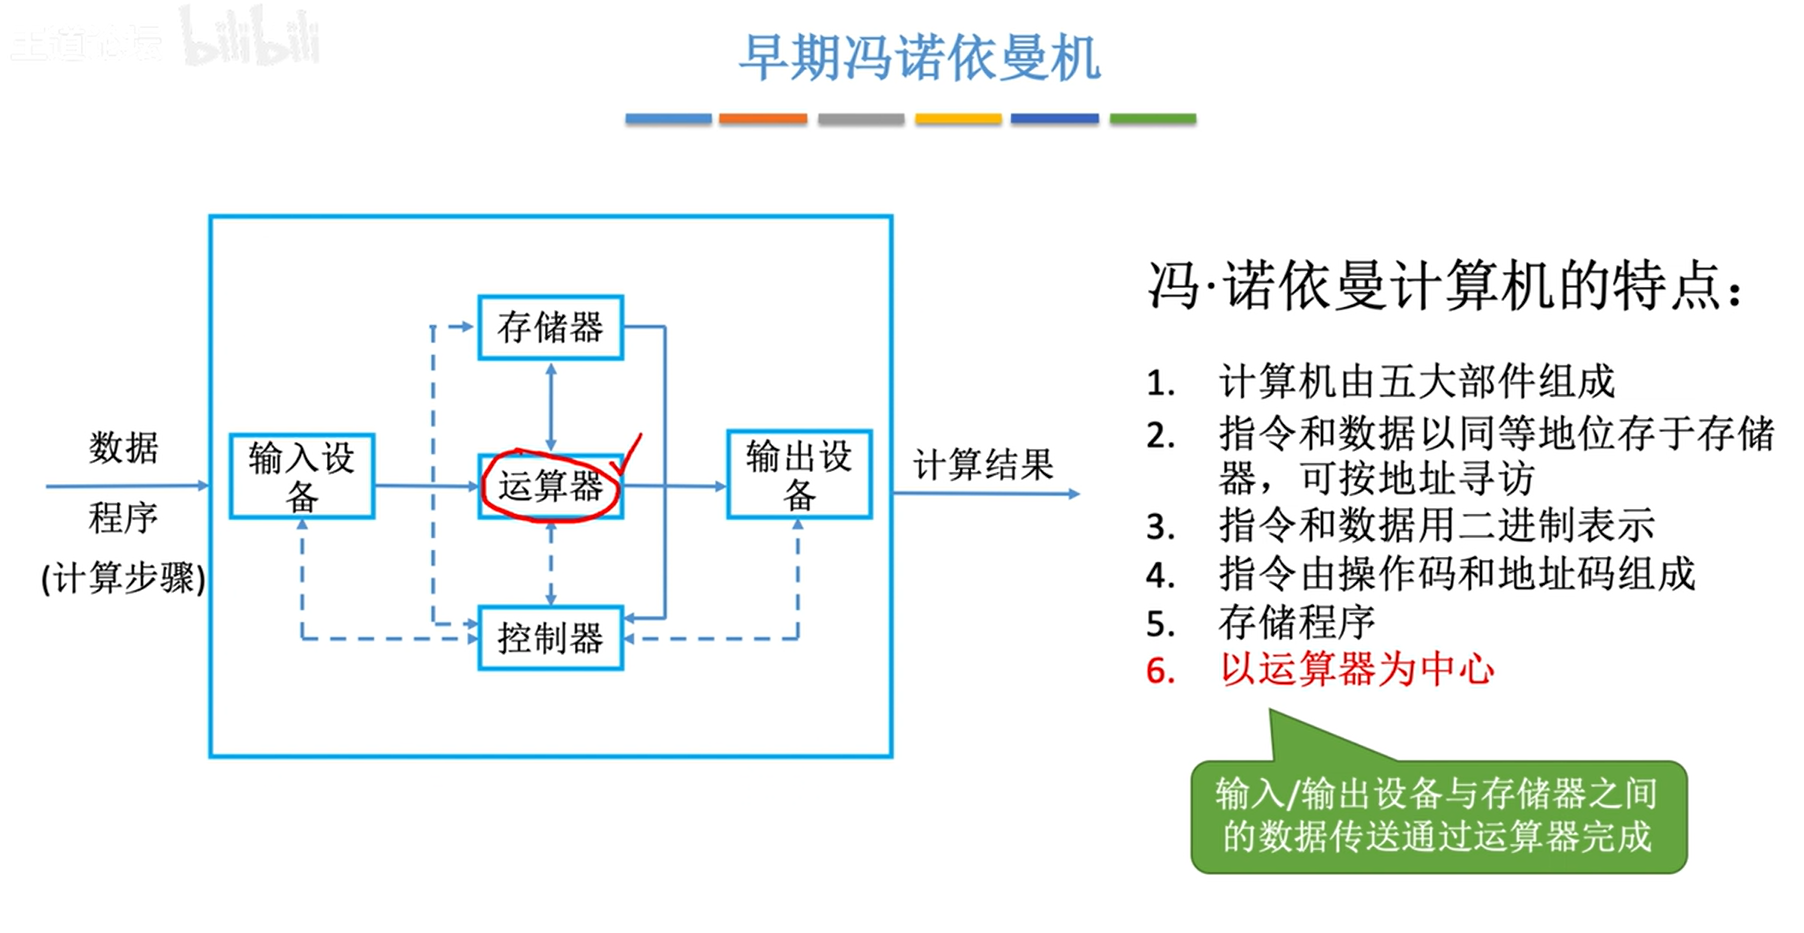 王道论坛 bilibili
早期冯诺依曼机
存储器
数据
程序
(计算步骤)
输入设
备
运算器
输出设
备
计算结果
控制器
冯·诺依曼计算机的特点：
1. 计算机由五大部件组成
2. 指令和数据以同等地位存于存储
器，可按地址寻访
3. 指令和数据用二进制表示
4. 指令由操作码和地址码组成
5. 存储程序
6. 以运算器为中心
输入/输出设备与存储器之间
的数据传送通过运算器完成